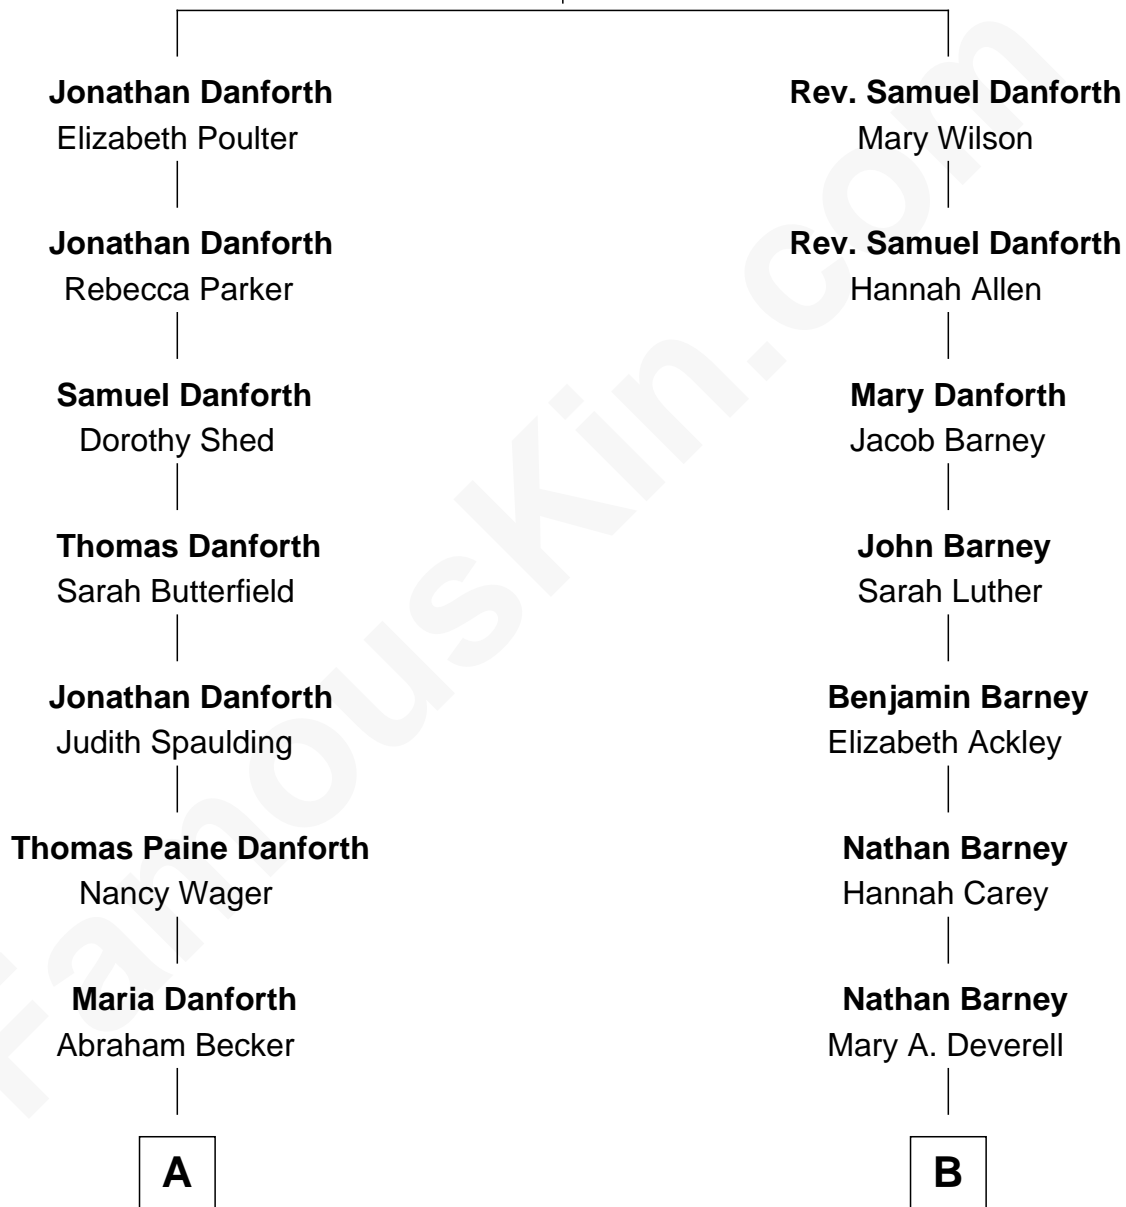 Jonathan Danforth
Elizabeth Poulter
Jonathan Danforth
Rebecca Parker
Samuel Danforth
Dorothy Shed
Thomas Danforth
Sarah Butterfield
Jonathan Danforth
Judith Spaulding
Thomas Paine Danforth
Nancy Wager
Maria Danforth
Abraham Becker
A
Rev. Samuel Danforth
Mary Wilson
Rev. Samuel Danforth
Hannah Allen
Mary Danforth
Jacob Barney
John Barney
Sarah Luther
Benjamin Barney
Elizabeth Ackley
Nathan Barney
Hannah Carey
Nathan Barney
Mary A. Deverell
B
FamousKin.com